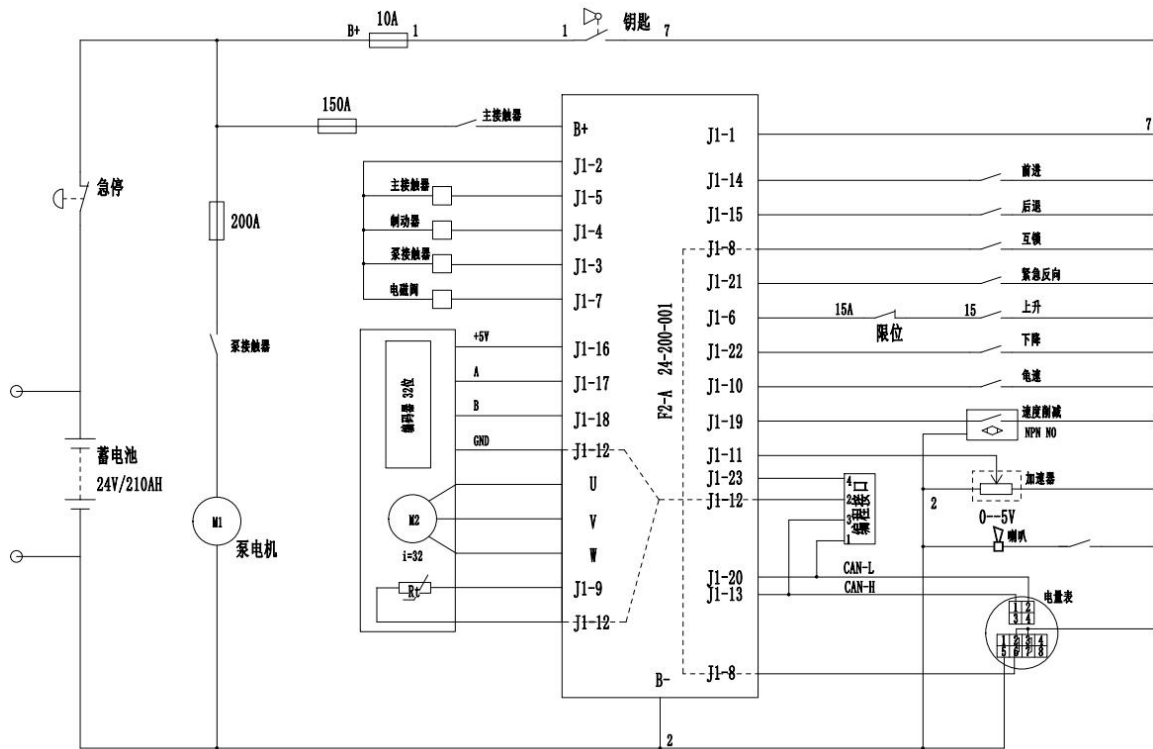 10A
B+
1
1
钥匙
7
150A
主接触器
B+
J1-1
7
J1-2
主接触器
J1-5
制动器
J1-4
泵接触器
J1-3
电磁阀
J1-7
急停
200A
泵接触器
蓄电池
24V/210AH
M1
泵电机
编码器 32位
+5V
J1-16
A
J1-17
B
J1-18
GND
J1-12
U
M2
V
i=32
W
Rt
J1-9
J1-12
F2-A 24-200-001
J1-14
前进
J1-15
后退
J1-8
互锁
J1-21
紧急反向
J1-6
15A
限位
15
上升
J1-22
下降
J1-10
龟速
J1-19
速度削减
NPN NO
J1-11
加速器
2
0--5V
J1-23
J1-12
4
2
3
1
编程接口
喇叭
J1-20
CAN-L
J1-13
CAN-H
电量表
1 2
3 4
1 2 3 4
5 6 7 8
J1-8
B-
2